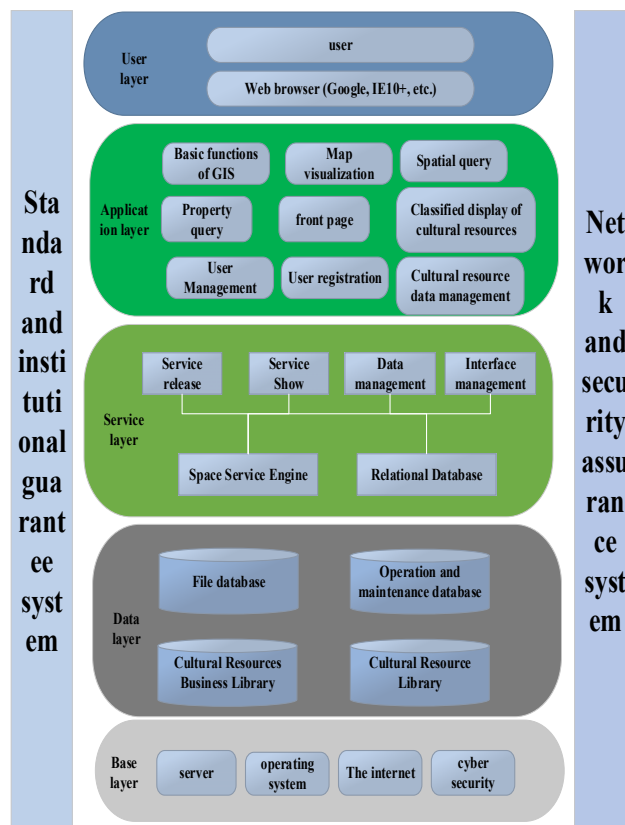 Sta
nda
rd
and
insti
tuti
onal
gua
rant
ee
syst
em
User
layer
user
Web browser (Google, IE10+, etc.)
Applicat
ion layer
Basic functions
of GIS
Map
visualization
Spatial query
Property
query
front page
Classified display of
cultural resources
User
Management
User registration
Cultural resource
data management
Service
layer
Service
release
Service
Show
Data
management
Interface
management
Space Service Engine
Relational Database
Data
layer
File database
Operation and
maintenance database
Cultural Resources
Business Library
Cultural Resource
Library
Base
layer
server
operating
system
The internet
cyber
security
Net
wor
k
and
secu
rity
assu
ran
ce
syst
em